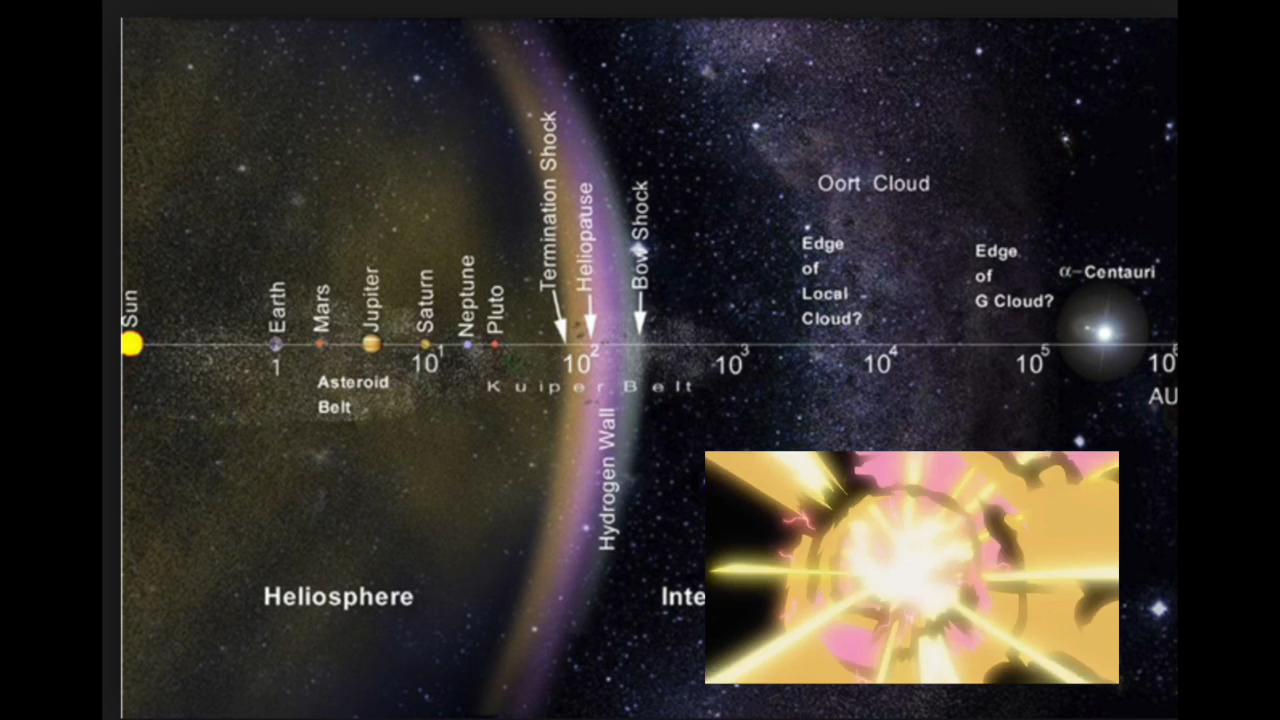 Sun
Earth
Mars
Jupiter
Saturn
Neptune
Pluto
Termination Shock
Heliopause
Bow Shock
Oort Cloud
Edge
of
Local
Cloud?
Edge
of
G Cloud?
α-Centauri
1
10¹
10²
10³
10⁴
10⁵
10
AU
Asteroid
Belt
Kuiper Belt
Hydrogen Wall
Heliosphere
Inte